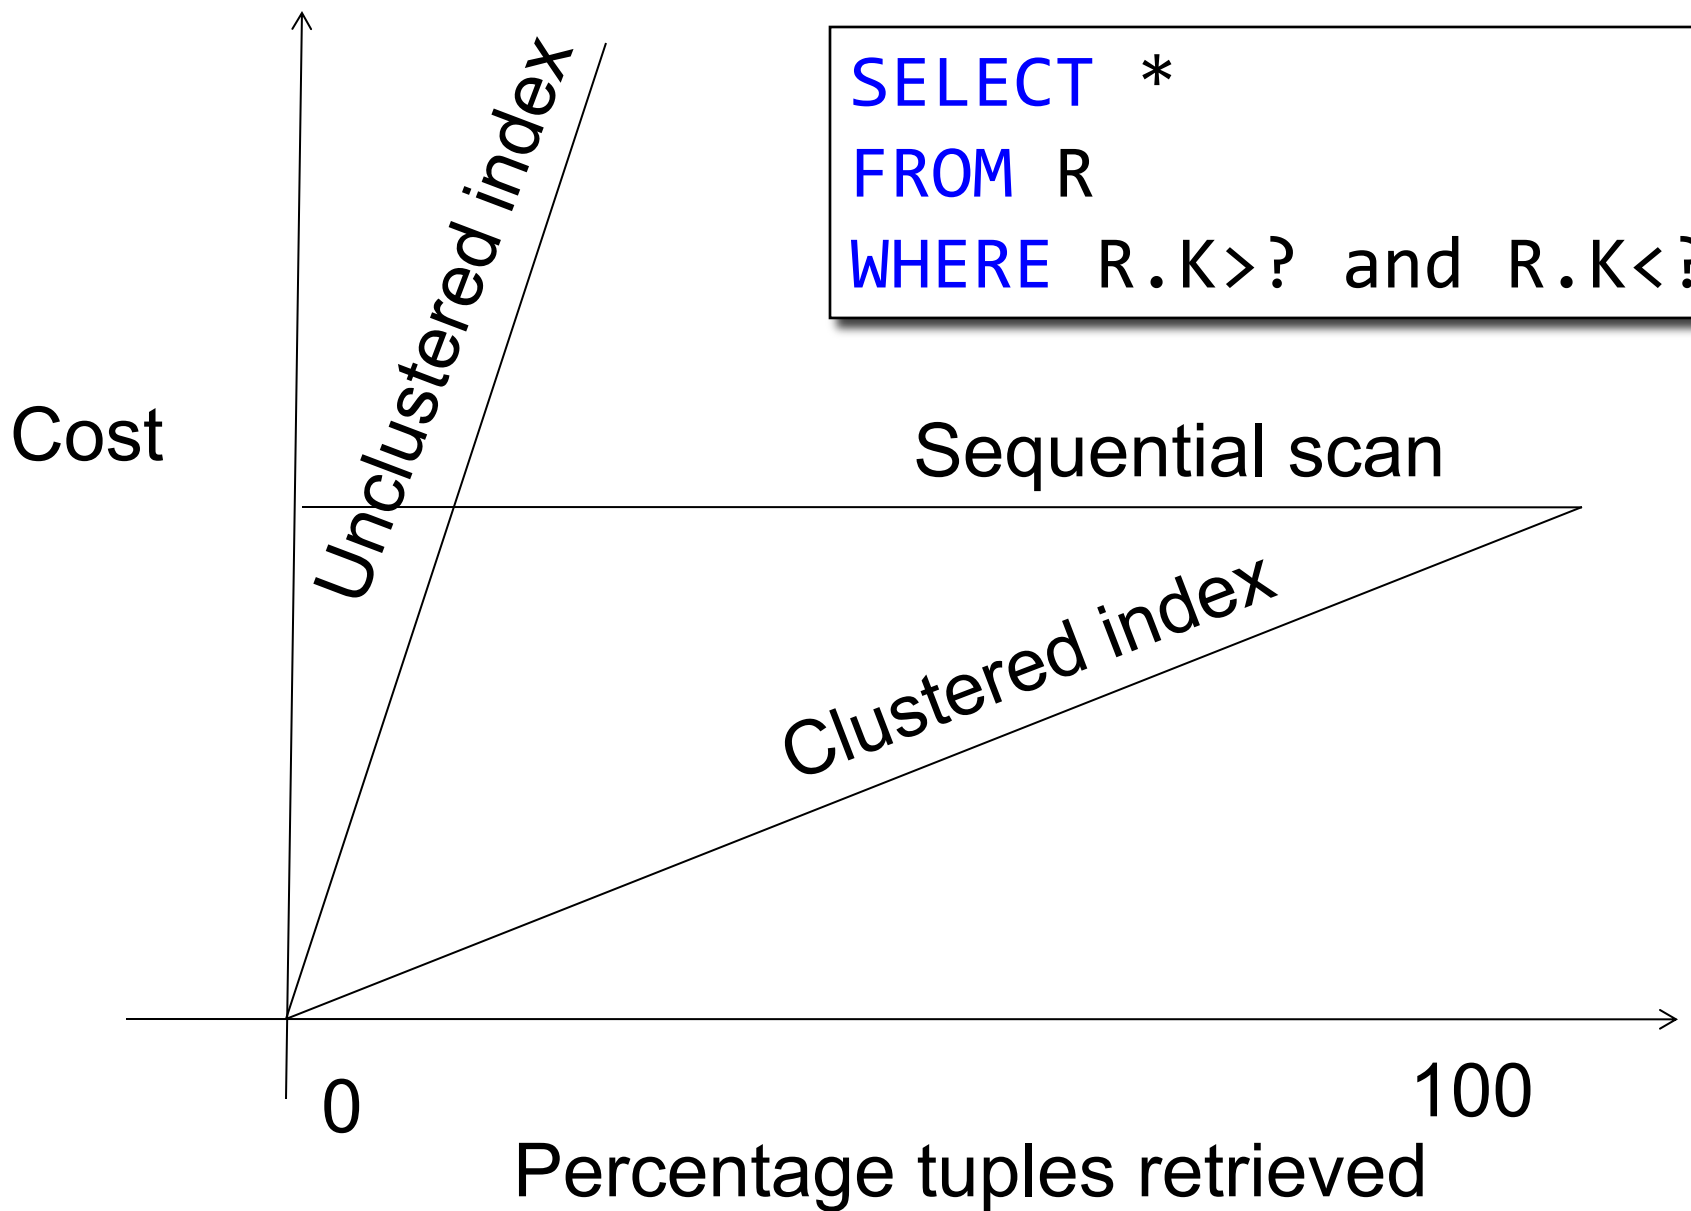 SELECT *
FROM R
WHERE R.K>? and R.K<?
Cost
Unclustered index
Sequential scan
Clustered index
0
100
Percentage tuples retrieved